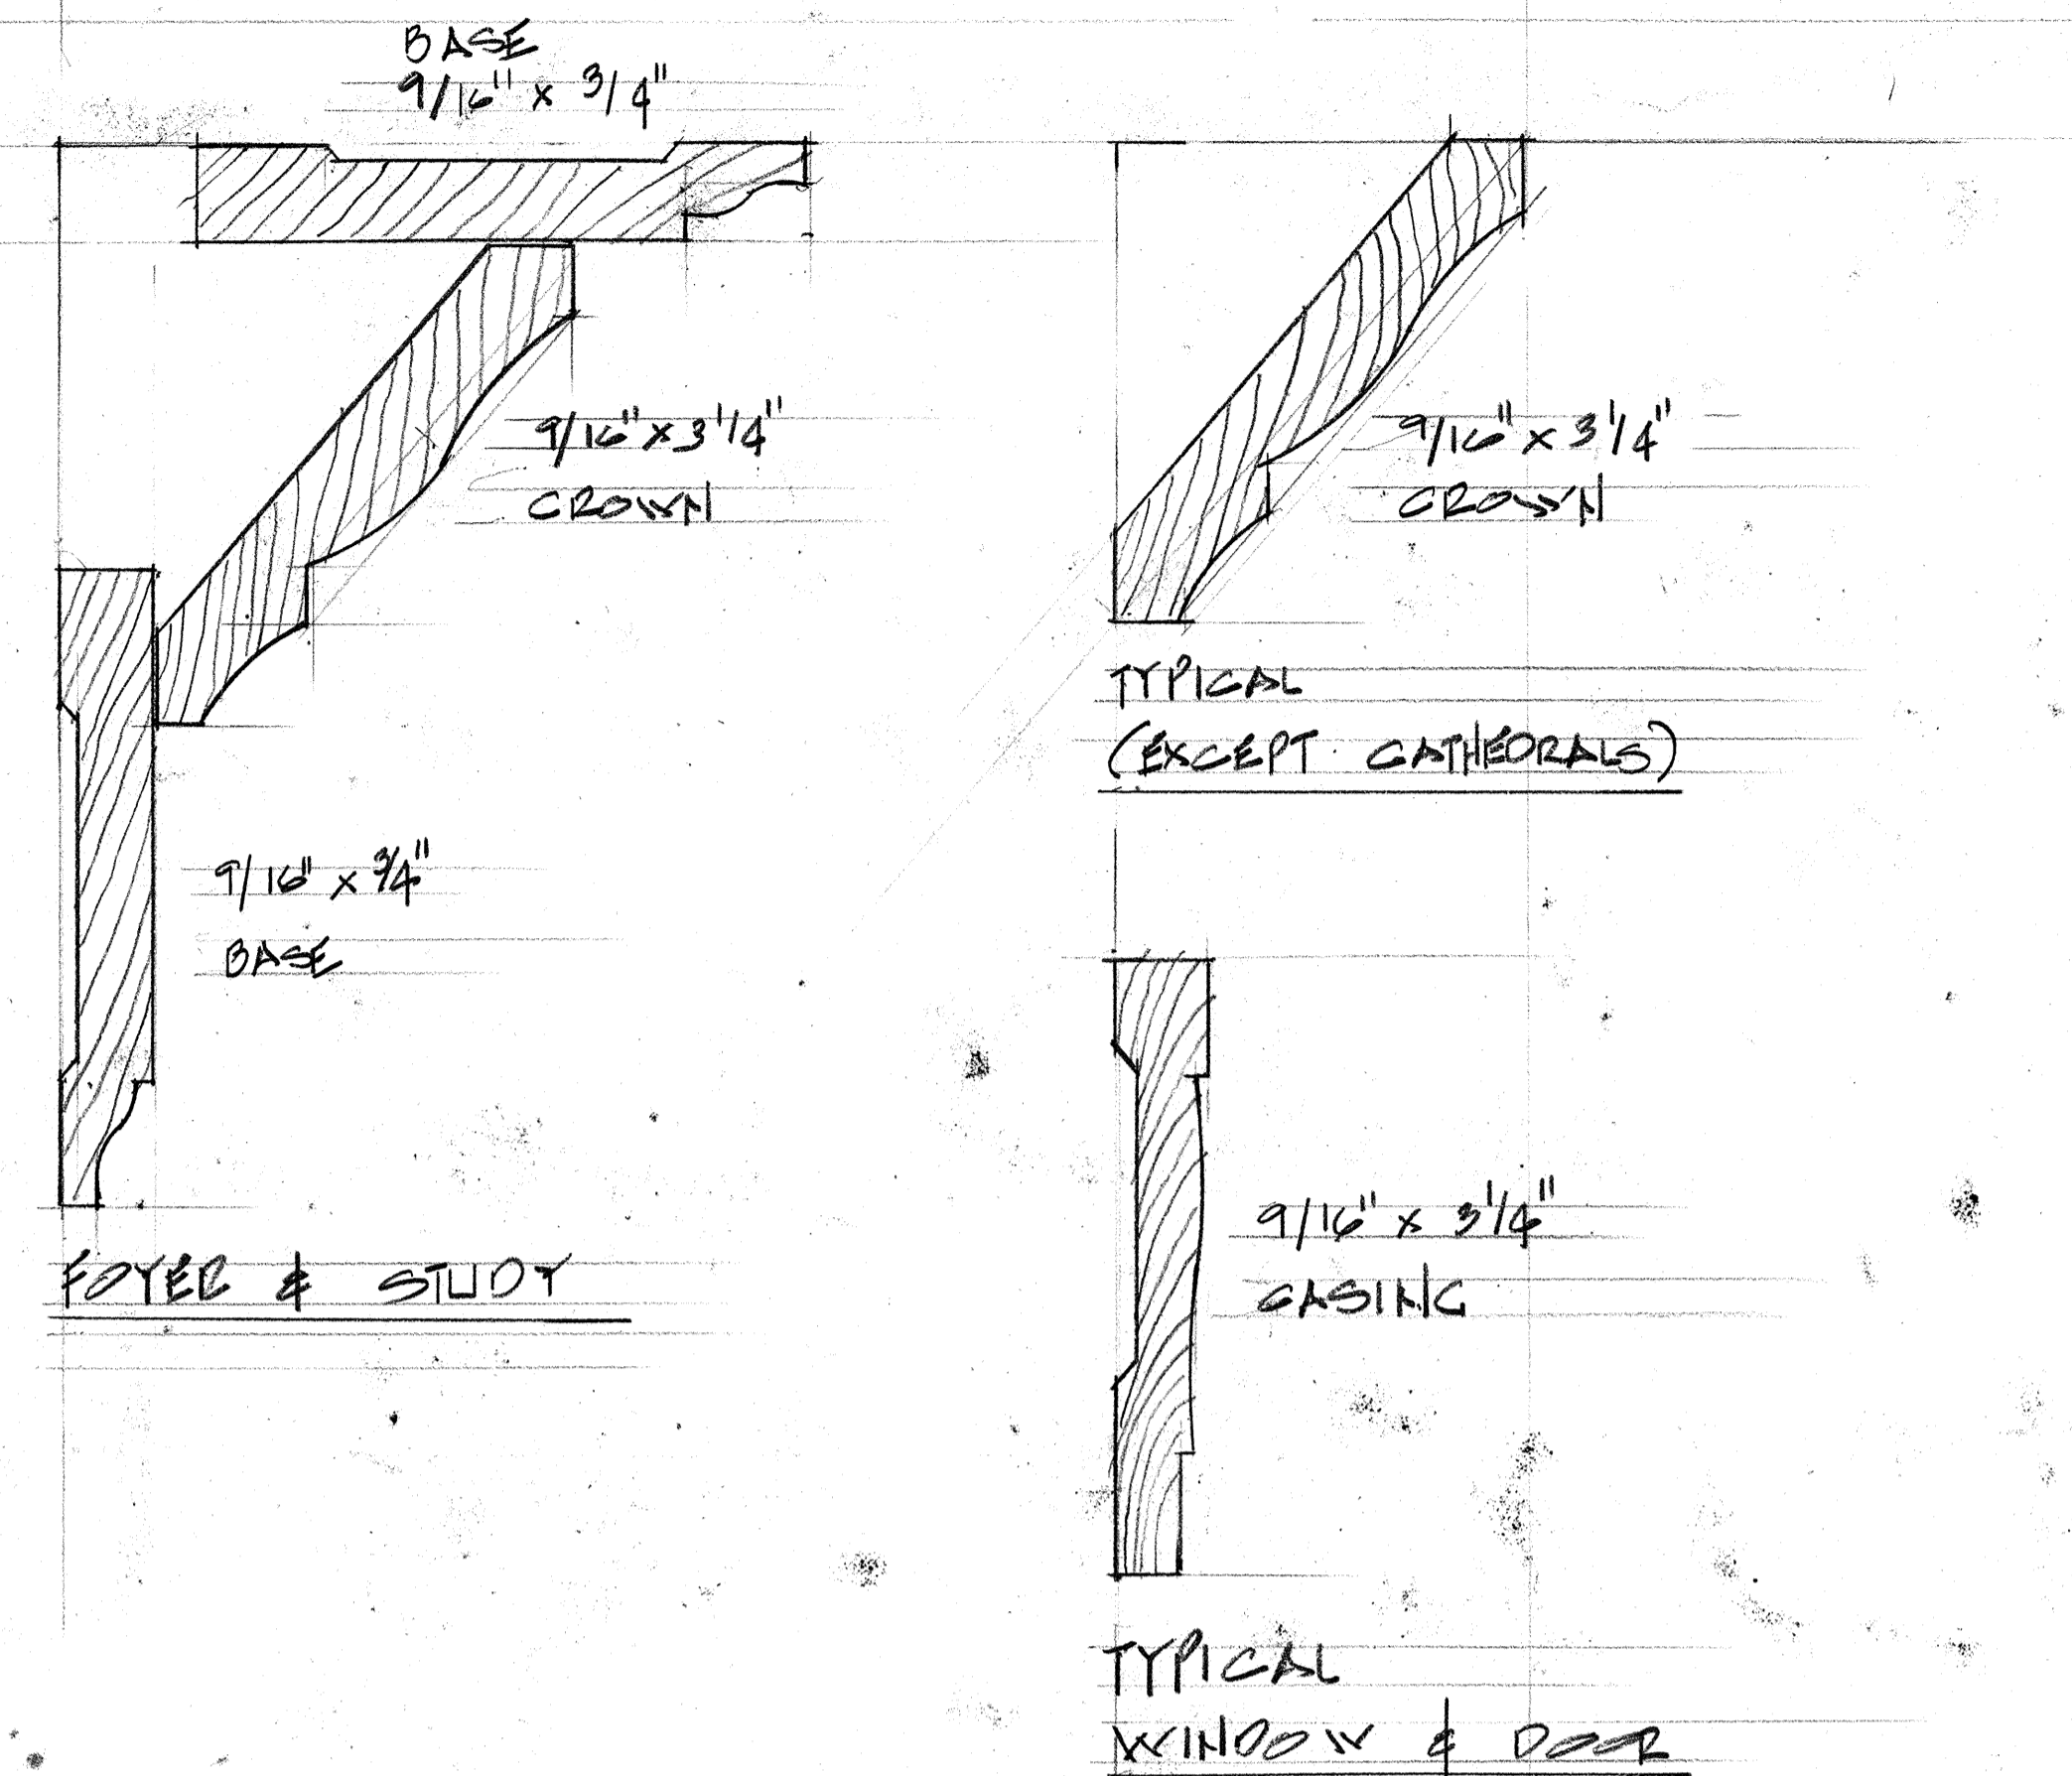 BASE
9/16" x 3/4"
9/16" x 3 1/4"
CROWN
9/16" x 3/4"
BASE
FOYER & STUDY
9/16" x 3 1/4"
CROWN
TYPICAL
(EXCEPT CATHEDRALS)
9/16" x 3 1/4"
CASING
TYPICAL
WINDOW & DOOR